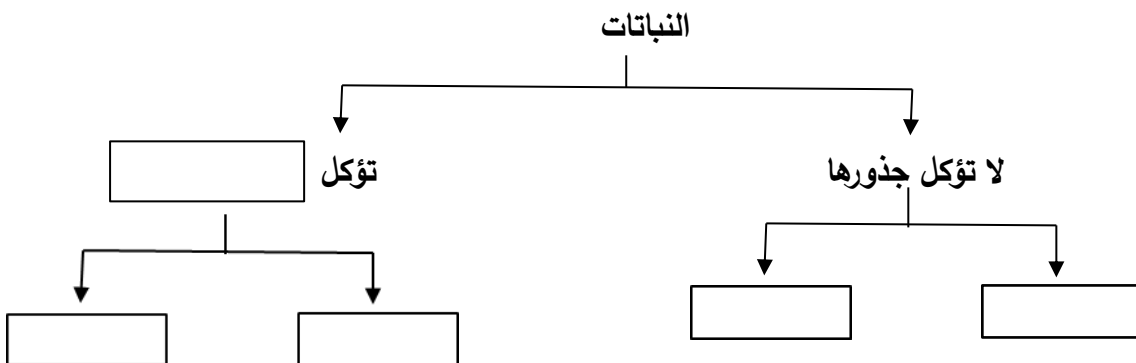 النباتات
لا تؤكل جذورها
تؤكل